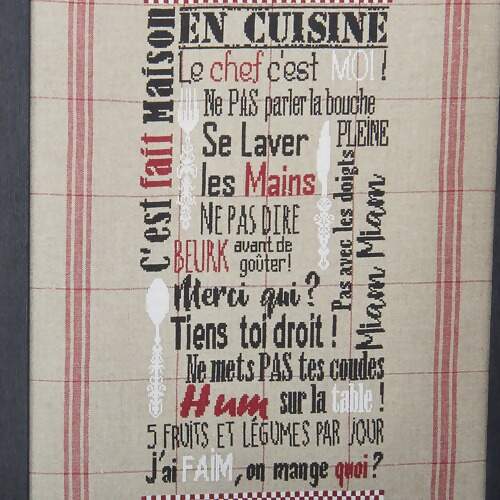 EN CUISINE
Le chef c'est MOI !
C'est fait Maison
Ne PAS parler la bouche
PLEINE
Se Laver
les Mains
Pas avec les doigts
Miam Miam
NE PAS DIRE
BEURK avant de
goûter!
Merci qui ?
Tiens toi droit !
Ne mets PAS tes coudes
Hum sur la table !
5 FRUITS ET LÉGUMES PAR JOUR
J'ai FAIM, on mange quoi ?